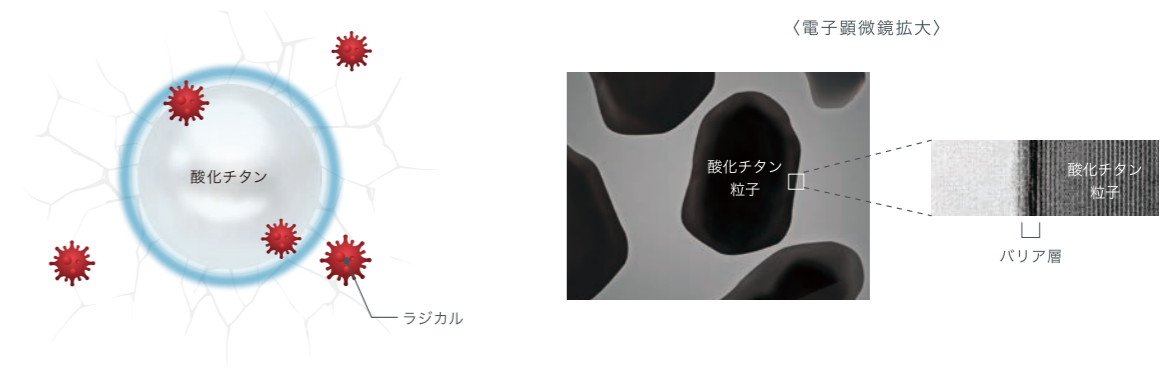 酸化チタン
ラジカル
〈電子顕微鏡拡大〉
酸化チタン
粒子
酸化チタン
粒子
バリア層